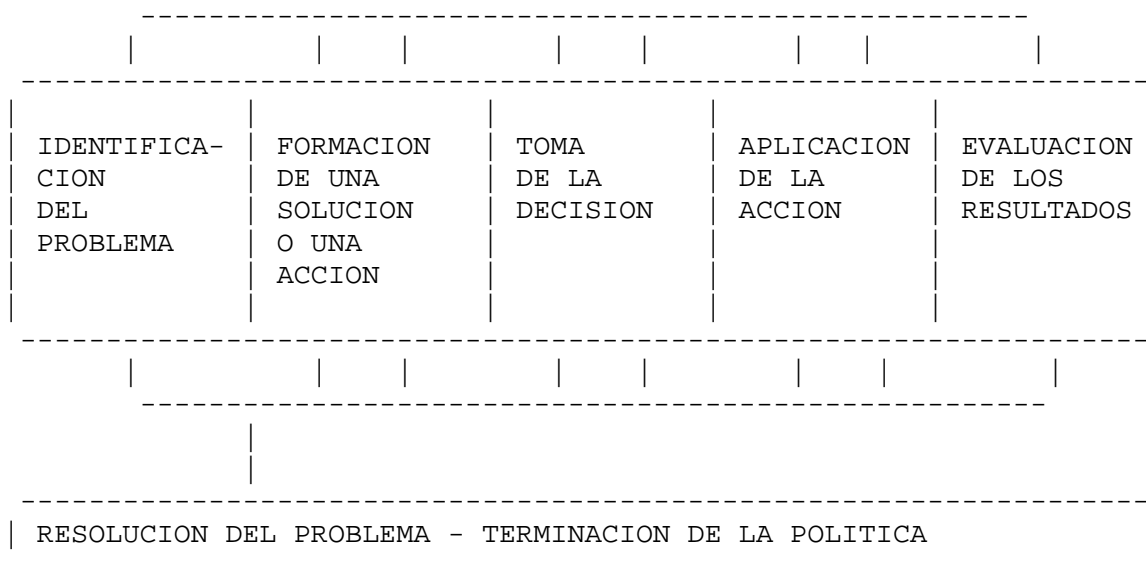 IDENTIFICA-
CION
DEL
PROBLEMA
FORMACION
DE UNA
SOLUCION
O UNA
ACCION
TOMA
DE LA
DECISION
APLICACION
DE LA
ACCION
EVALUACION
DE LOS
RESULTADOS
RESOLUCION DEL PROBLEMA - TERMINACION DE LA POLITICA